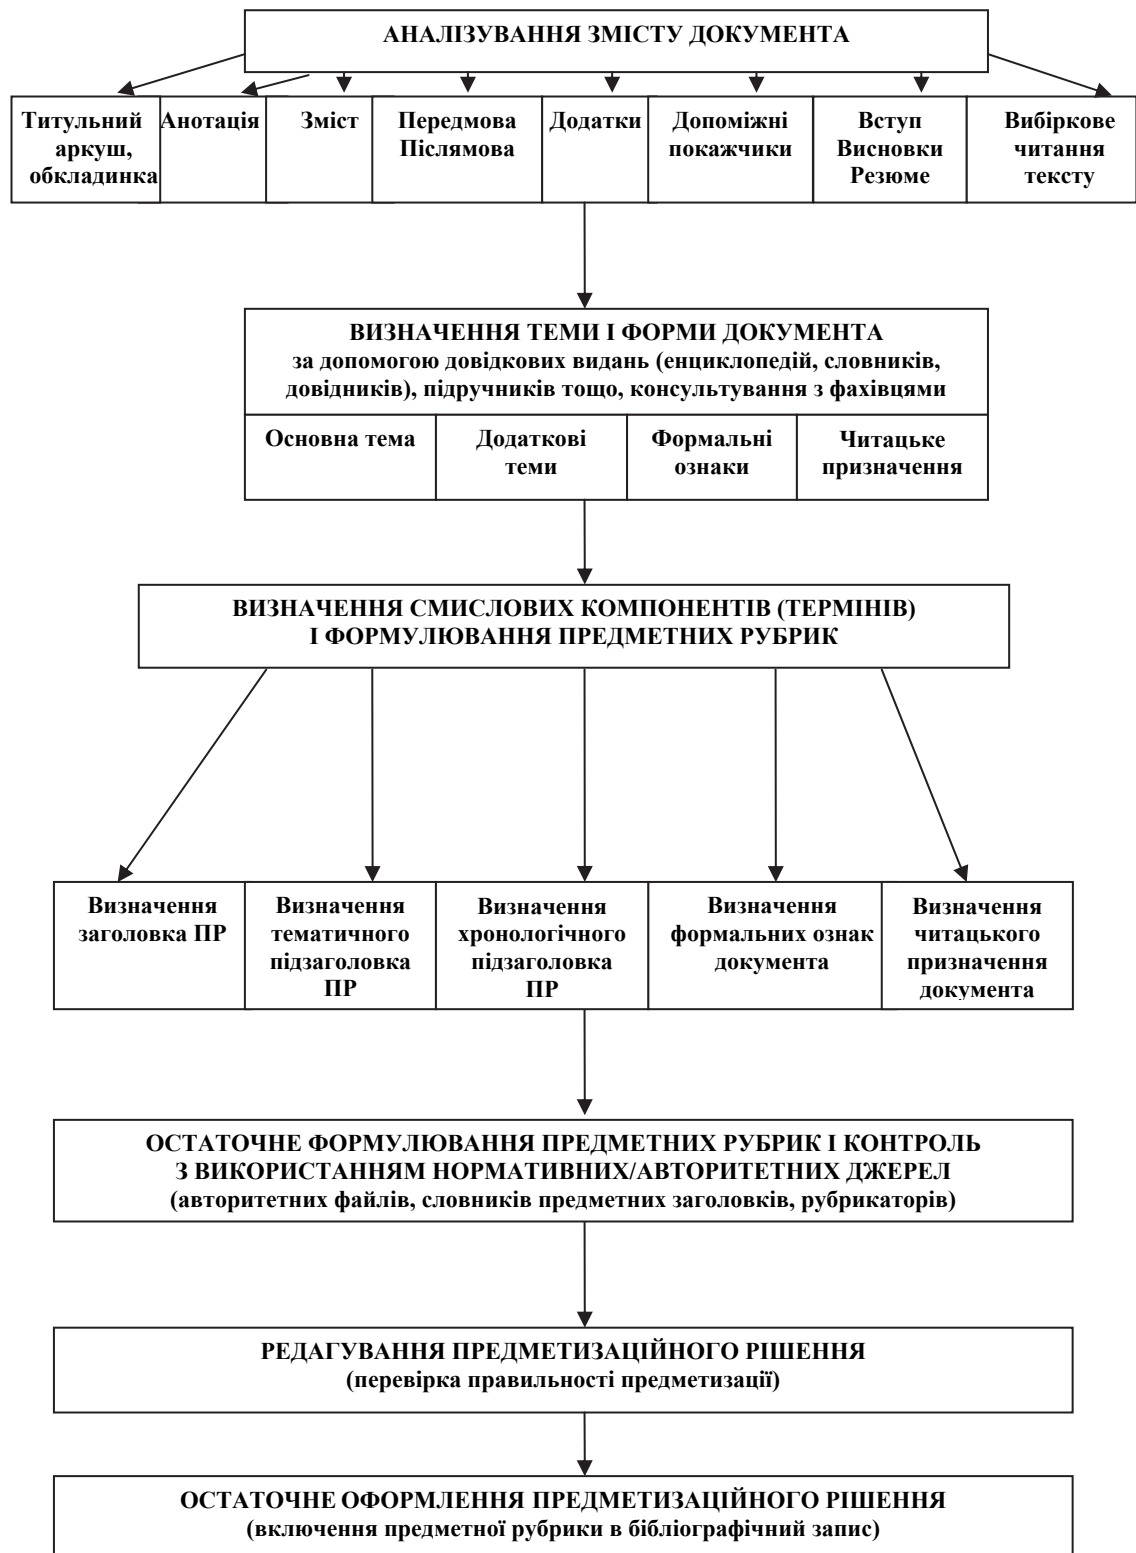 АНАЛІЗУВАННЯ ЗМІСТУ ДОКУМЕНТА
Титульний
аркуш,
обкладинка
Анотація
Зміст
Передмова
Післямова
Додатки
Допоміжні
покажчики
Вступ
Висновки
Резюме
Вибіркове
читання
тексту
ВИЗНАЧЕННЯ ТЕМИ І ФОРМИ ДОКУМЕНТА
за допомогою довідкових видань (енциклопедій, словників,
довідників), підручників тощо, консультування з фахівцями
Основна тема
Додаткові
теми
Формальні
ознаки
Читацьке
призначення
ВИЗНАЧЕННЯ СМИСЛОВИХ КОМПОНЕНТІВ (ТЕРМІНІВ)
І ФОРМУЛЮВАННЯ ПРЕДМЕТНИХ РУБРИК
Визначення
заголовка ПР
Визначення
тематичного
підзаголовка
ПР
Визначення
хронологічного
підзаголовка
ПР
Визначення
формальних ознак
документа
Визначення
читацького
призначення
документа
ОСТАТОЧНЕ ФОРМУЛЮВАННЯ ПРЕДМЕТНИХ РУБРИК І КОНТРОЛЬ
З ВИКОРИСТАННЯМ НОРМАТИВНИХ/АВТОРИТЕТНИХ ДЖЕРЕЛ
(авторитетних файлів, словників предметних заголовків, рубрикаторів)
РЕДАГУВАННЯ ПРЕДМЕТИЗАЦІЙНОГО РІШЕННЯ
(перевірка правильності предметизації)
ОСТАТОЧНЕ ОФОРМЛЕННЯ ПРЕДМЕТИЗАЦІЙНОГО РІШЕННЯ
(включення предметної рубрики в бібліографічний запис)